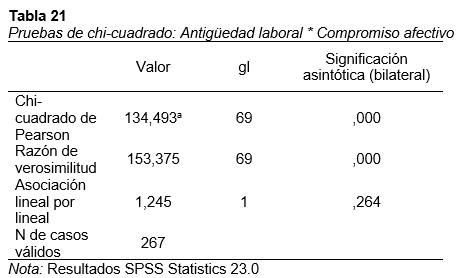 Tabla 21
Pruebas de chi-cuadrado: Antigüedad laboral * Compromiso afectivo
Valor gl Significación
asintótica (bilateral)
Chi-
cuadrado de
Pearson 134,493ª 69 ,000
Razón de
verosimilitud 153,375 69 ,000
Asociación
lineal por
lineal 1,245 1 ,264
N de casos
válidos 267
Nota: Resultados SPSS Statistics 23.0